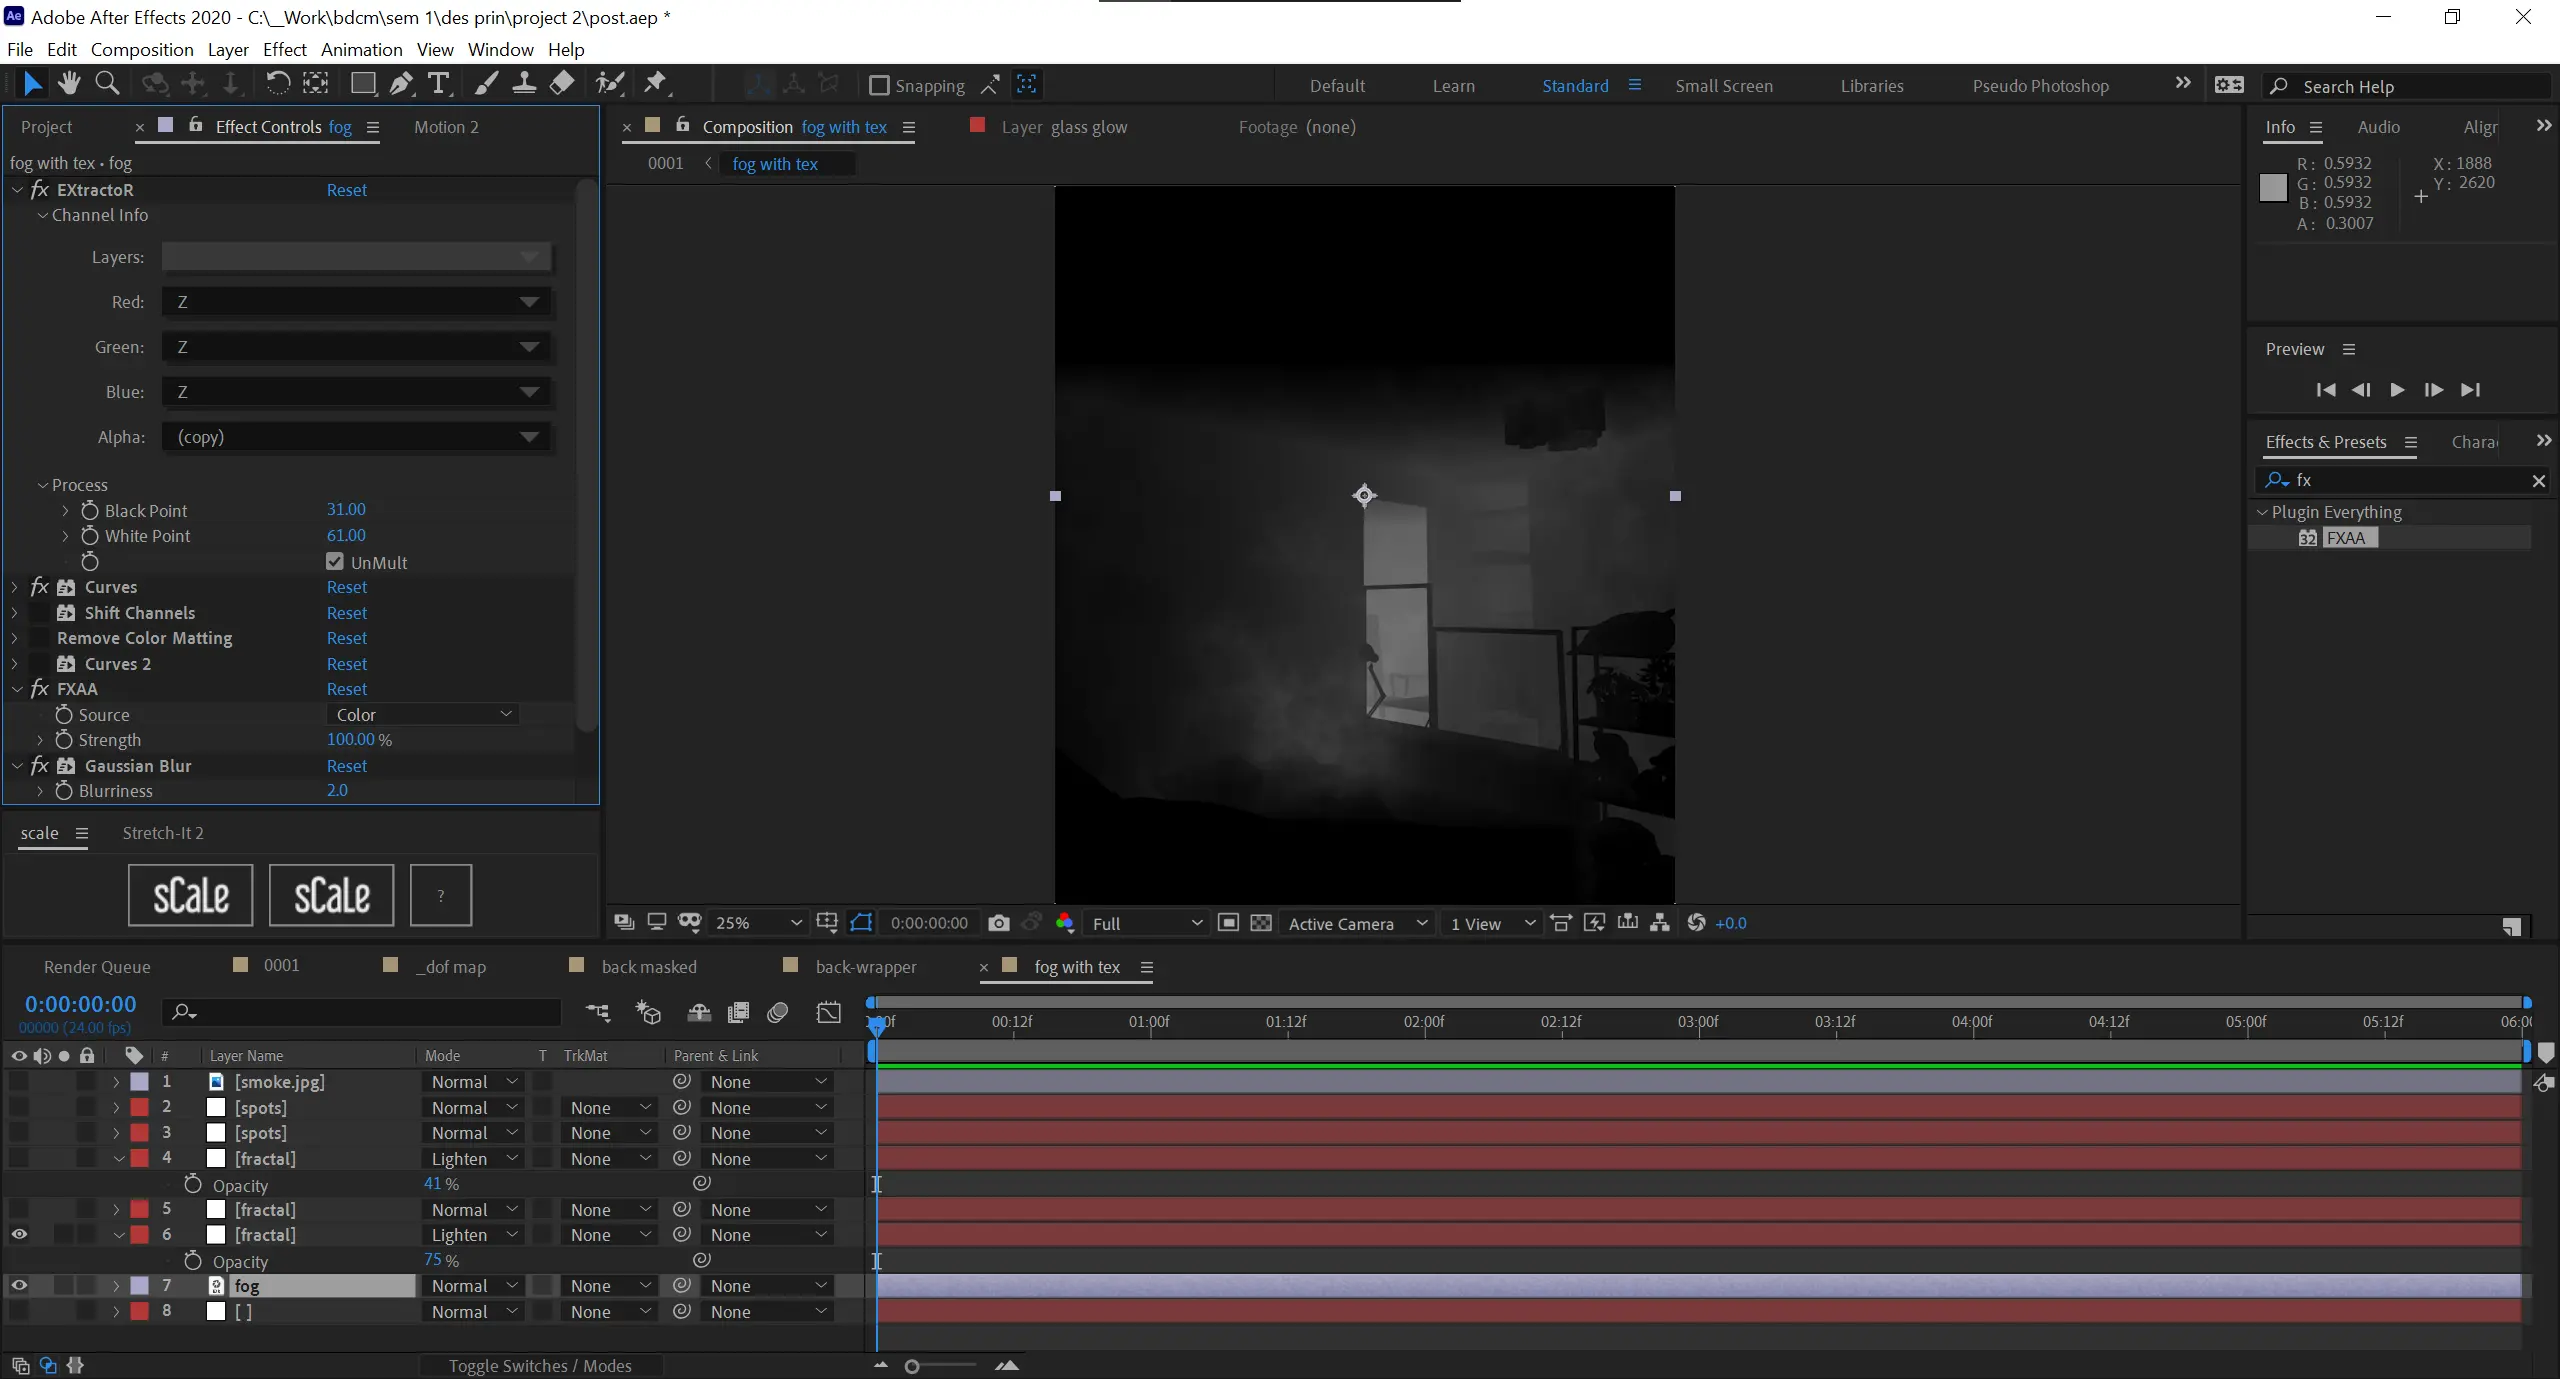 Adobe After Effects 2020 - C:\__Work\bdcm\sem 1\des prin\project 2\post.aep *
File Edit Composition Layer Effect Animation View Window Help
Snapping Default Learn Standard Small Screen Libraries Pseudo Photoshop Search Help
Project Effect Controls fog Motion 2
fog with tex • fog
EXtractoR Reset
Channel Info
Layers:
Red: Z
Green: Z
Blue: Z
Alpha: (copy)
Process
Black Point 31.00
White Point 61.00
UnMult
fx Curves Reset
Shift Channels Reset
Remove Color Matting Reset
Curves 2 Reset
fx FXAA Reset
Source Color
Strength 100.00 %
fx Gaussian Blur Reset
Blurriness 2.0
scale Stretch-It 2
sCaLe sCaLe ?
Composition fog with tex Layer glass glow Footage (none)
0001 fog with tex
25% 0:00:00:00 Full Active Camera 1 View +0.0
Info Audio Align
R: 0.5932 X: 1888
G: 0.5932 Y: 2620
B: 0.5932
A: 0.3007
Preview
Effects & Presets Chara
fx
Plugin Everything
32 FXAA
Render Queue 0001 _dof map back masked back-wrapper fog with tex
0:00:00:00
00000 (24.00 fps)
00f 00:12f 01:00f 01:12f 02:00f 02:12f 03:00f 03:12f 04:00f 04:12f 05:00f 05:12f 06:00
# Layer Name Mode T TrkMat Parent & Link
1 [smoke.jpg] Normal None
2 [spots] Normal None None
3 [spots] Normal None None
4 [fractal] Lighten None None
Opacity 41 %
5 [fractal] Normal None None
6 [fractal] Lighten None None
Opacity 75 %
7 fog Normal None None
8 [ ] Normal None None
Toggle Switches / Modes